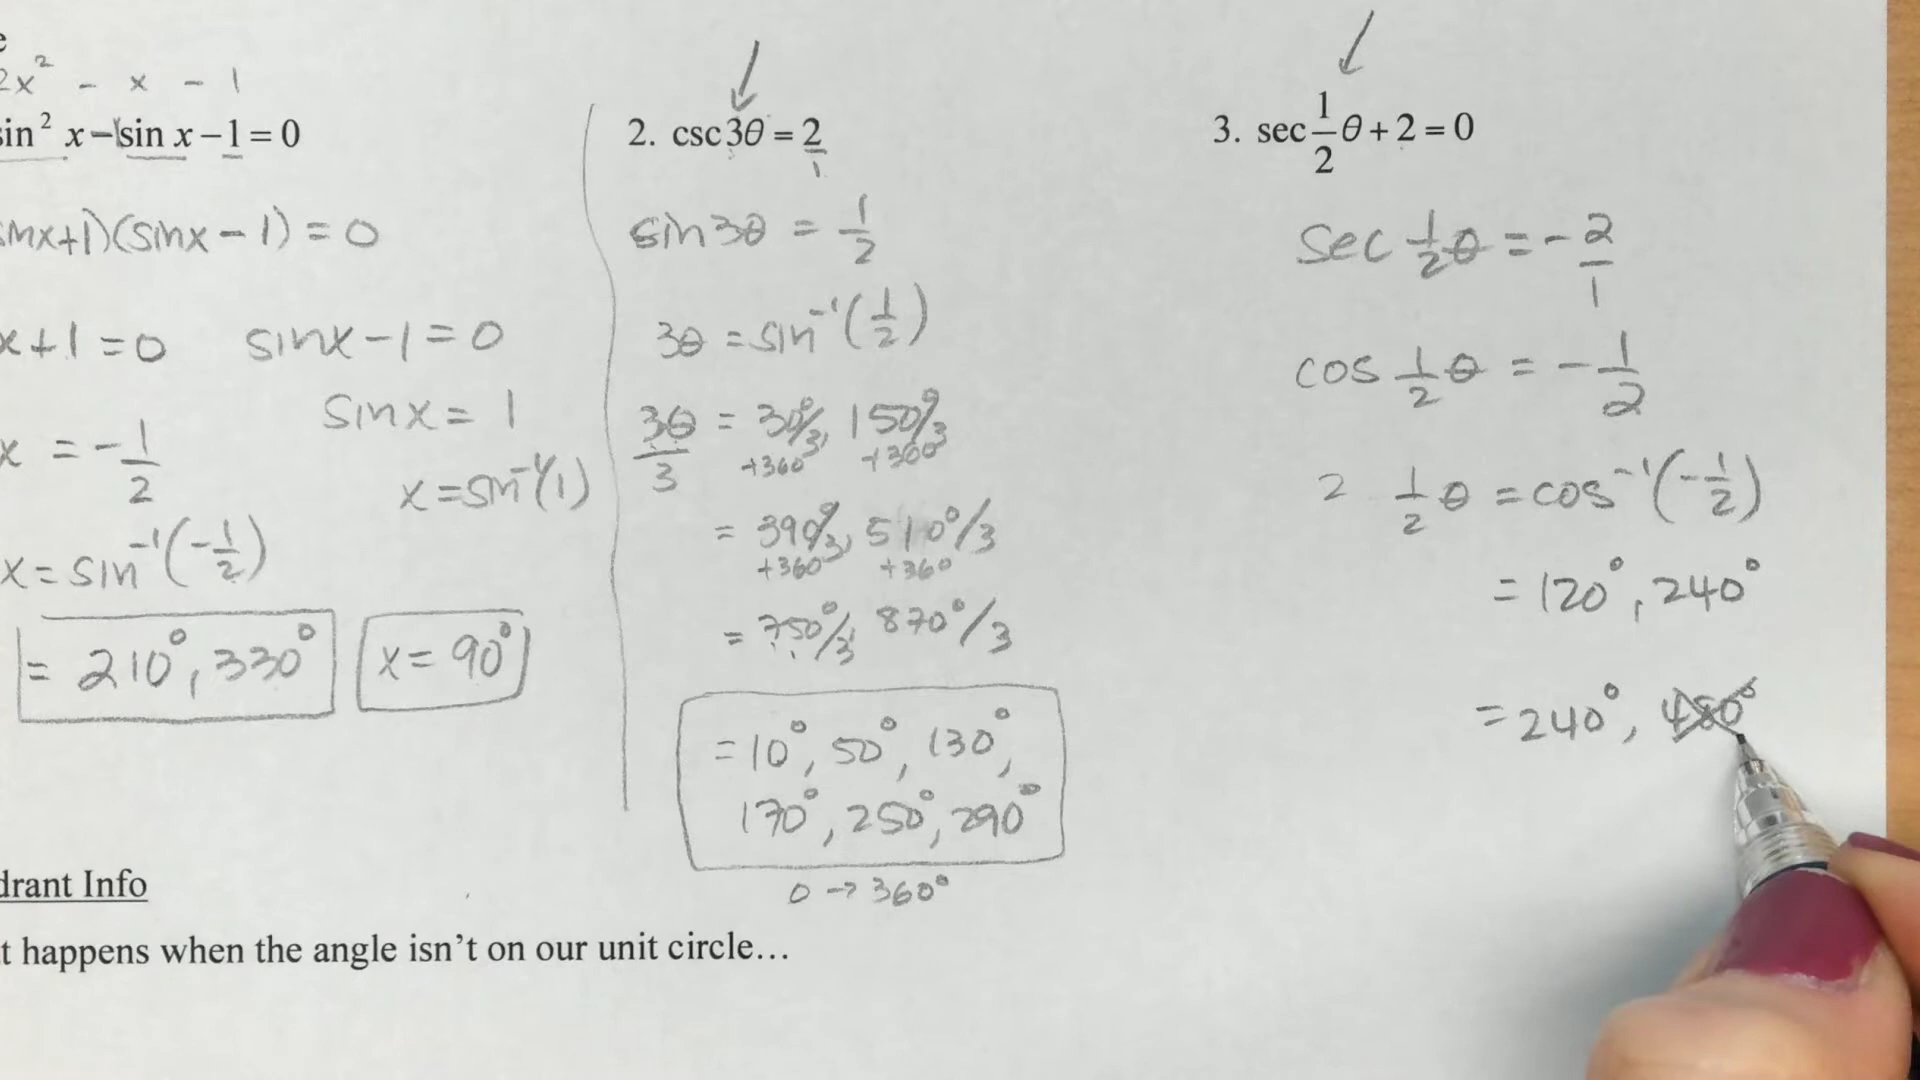 e
2x² - x - 1
sin² x - 1sin x - 1 = 0
sinx+1)(sinx-1) = 0
x+1 = 0 sinx-1 = 0
sinx = 1
x = -1/2
x = sin⁻¹(1)
x = sin⁻¹(-1/2)
= 210°, 330° x = 90°
2. csc 3θ = 2/1
sin3θ = 1/2
3θ = sin⁻¹(1/2)
3θ/3 = 30°/3, 150°/3
+360° +360°
= 390°/3, 510°/3
+360° +360
= 750°/3, 870°/3
= 10°, 50°, 130°,
170°, 250°, 290°
0 → 360°
3. sec 1/2 θ + 2 = 0
sec 1/2 θ = -2/1
cos 1/2 θ = -1/2
2 1/2 θ = cos⁻¹(-1/2)
= 120°, 240°
= 240°, 480°
drant Info
t happens when the angle isn’t on our unit circle…